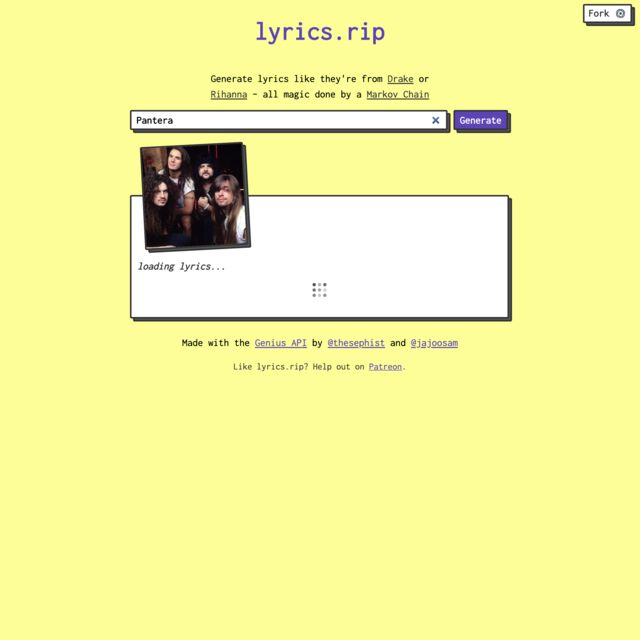 Fork
lyrics.rip
Generate lyrics like they're from Drake or
Rihanna – all magic done by a Markov Chain
Pantera
Generate
loading lyrics...
Made with the Genius API by @thesephist and @jajoosam
Like lyrics.rip? Help out on Patreon.